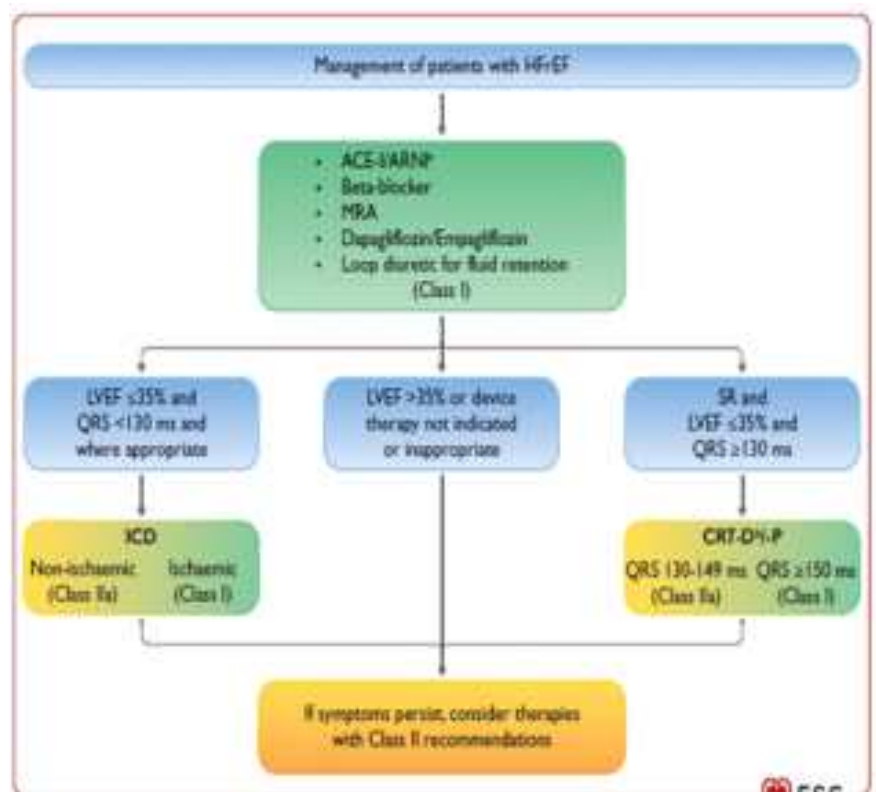 Management of patients with HFrEF
• ACE-I/ARNIᵃ
• Beta-blocker
• MRA
• Dapagliflozin/Empagliflozin
• Loop diuretic for fluid retention
(Class I)
LVEF ≤35% and
QRS <130 ms and
where appropriate
LVEF >35% or device
therapy not indicated
or inappropriate
SR and
LVEF ≤35% and
QRS ≥130 ms
ICD
Non-ischaemic
(Class IIa)
Ischaemic
(Class I)
CRT-Dᵇ/-P
QRS 130-149 ms
(Class IIa)
QRS ≥150 ms
(Class I)
If symptoms persist, consider therapies
with Class II recommendations